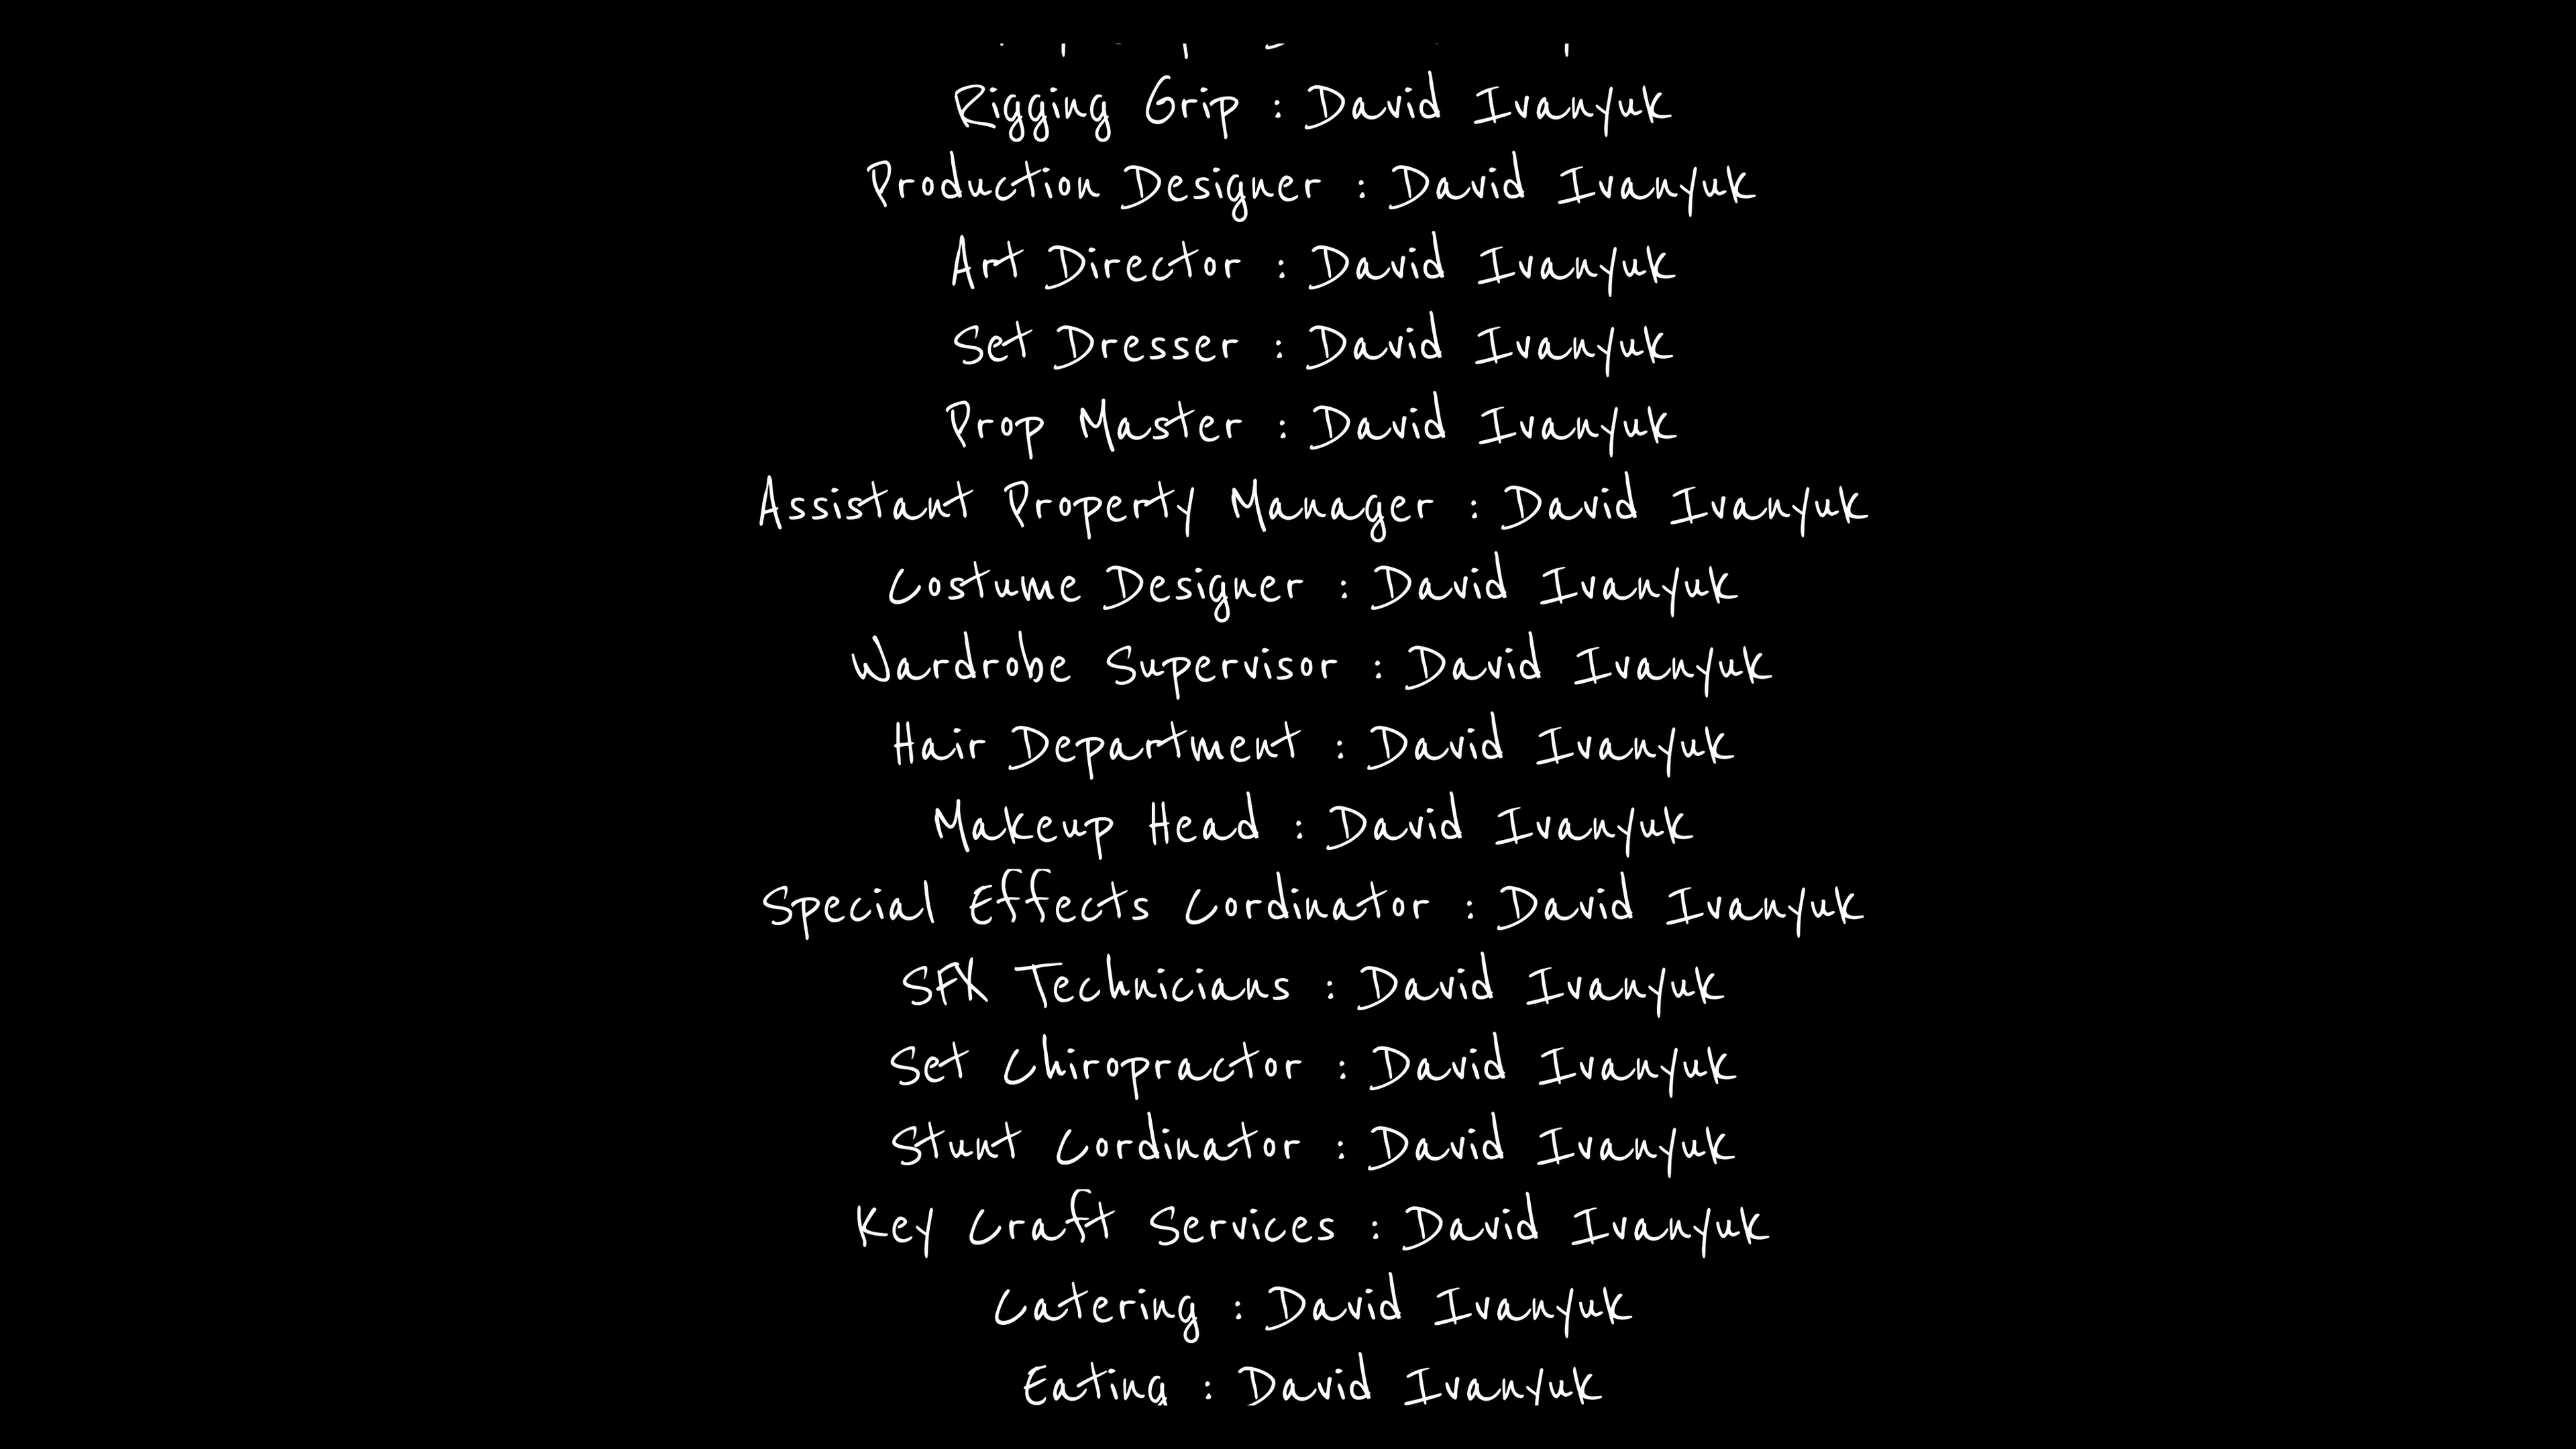 Rigging Grip : David Ivanyuk
Production Designer : David Ivanyuk
Art Director : David Ivanyuk
Set Dresser : David Ivanyuk
Prop Master : David Ivanyuk
Assistant Property Manager : David Ivanyuk
Costume Designer : David Ivanyuk
Wardrobe Supervisor : David Ivanyuk
Hair Department : David Ivanyuk
Makeup Head : David Ivanyuk
Special Effects Cordinator : David Ivanyuk
SFX Technicians : David Ivanyuk
Set Chiropractor : David Ivanyuk
Stunt Cordinator : David Ivanyuk
Key Craft Services : David Ivanyuk
Catering : David Ivanyuk
Eating : David Ivanyuk